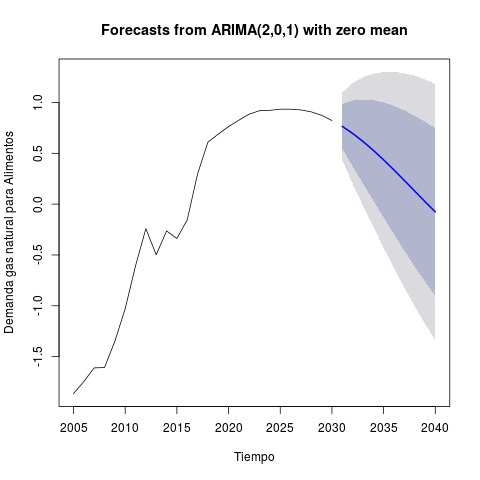 Forecasts from ARIMA(2,0,1) with zero mean
Demanda gas natural para Alimentos
1.0
0.5
0.0
-0.5
-1.0
-1.5
2005 2010 2015 2020 2025 2030 2035 2040
Tiempo